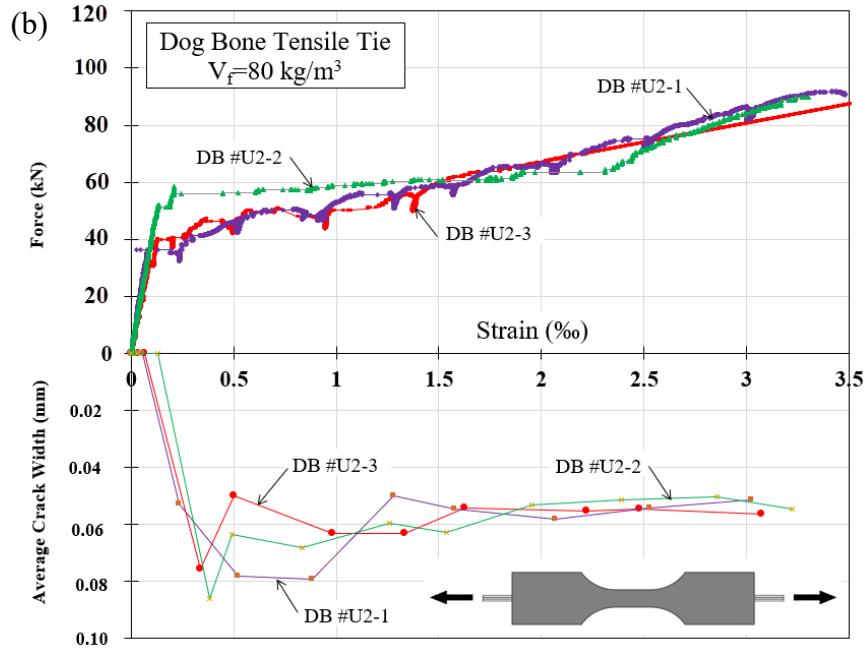 (b)
Dog Bone Tensile Tie
V_f=80 kg/m³
120
100
80
60
40
20
0
Force (kN)
DB #U2-1
DB #U2-2
DB #U2-3
Strain (‰)
0
0.5
1
1.5
2
2.5
3
3.5
0.02
0.04
0.06
0.08
0.10
Average Crack Width (mm)
DB #U2-3
DB #U2-2
DB #U2-1